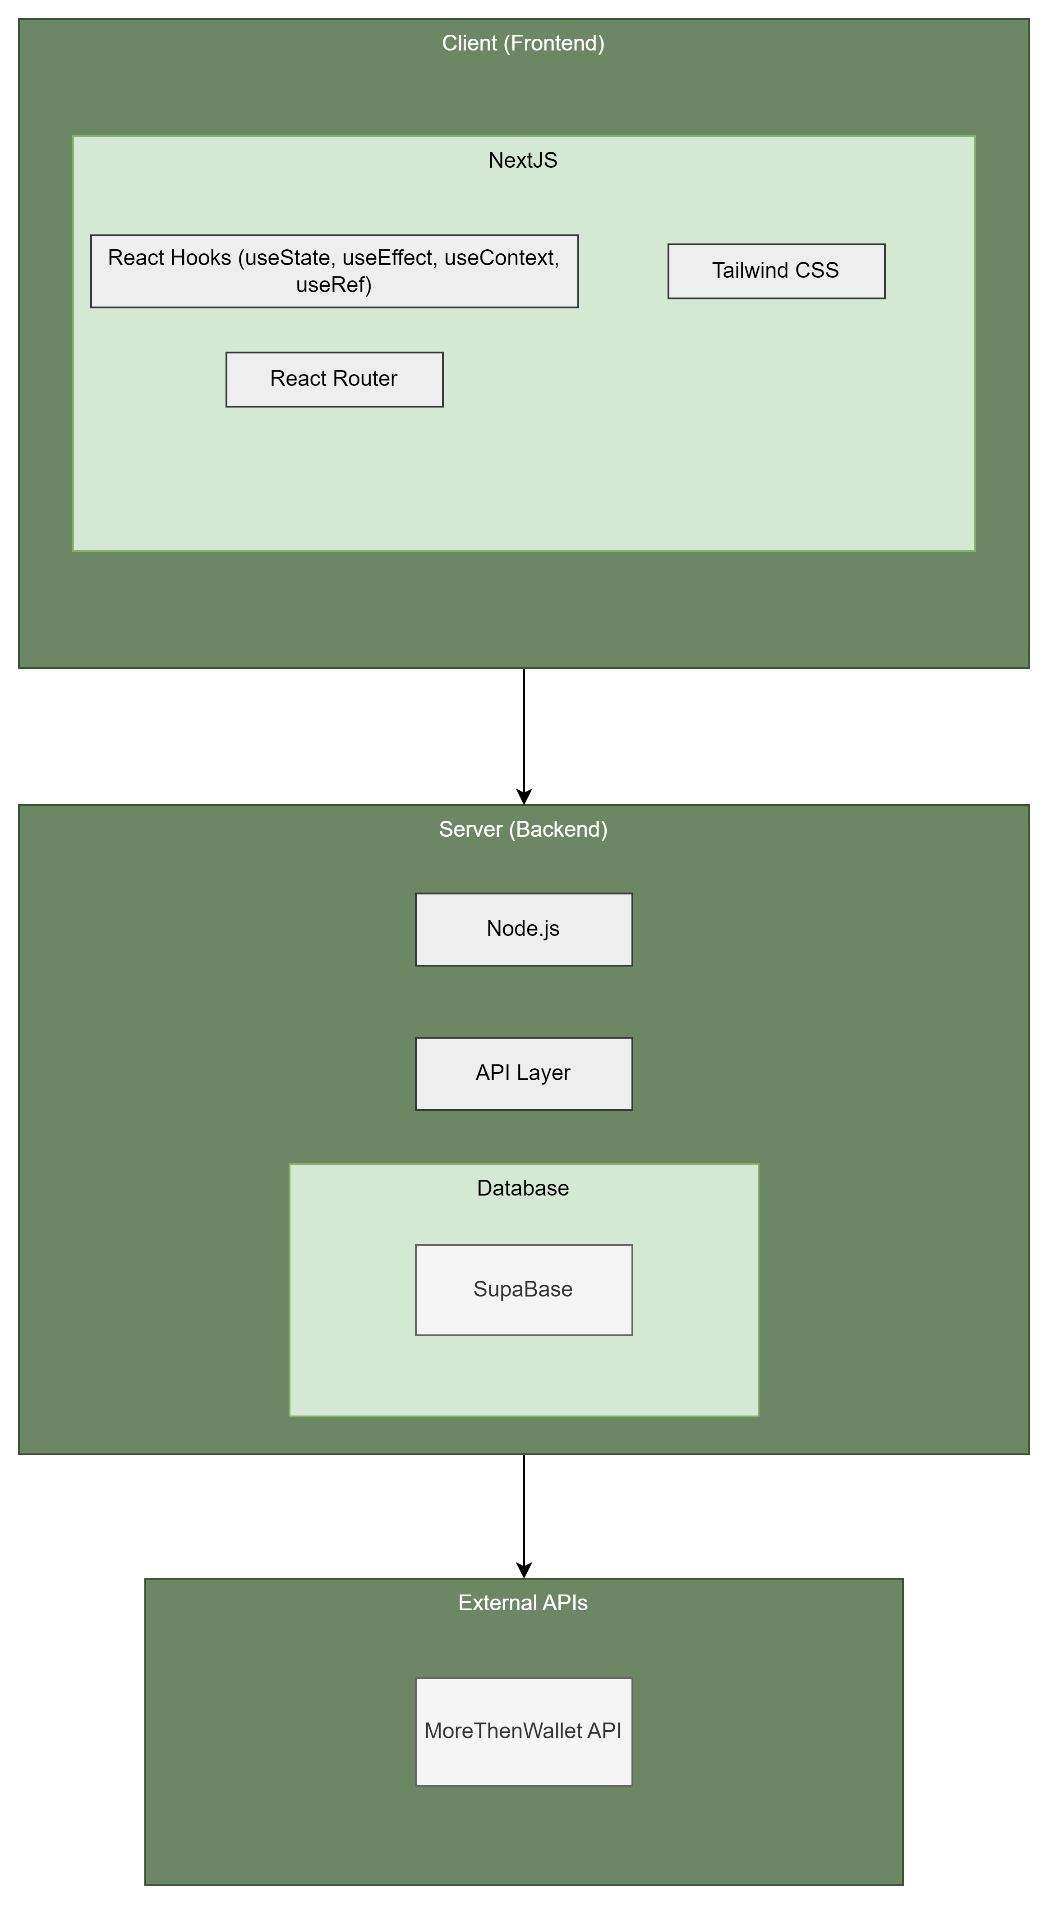 Client (Frontend)
NextJS
React Hooks (useState, useEffect, useContext,
useRef)
Tailwind CSS
React Router
Server (Backend)
Node.js
API Layer
Database
SupaBase
External APIs
MoreThenWallet API